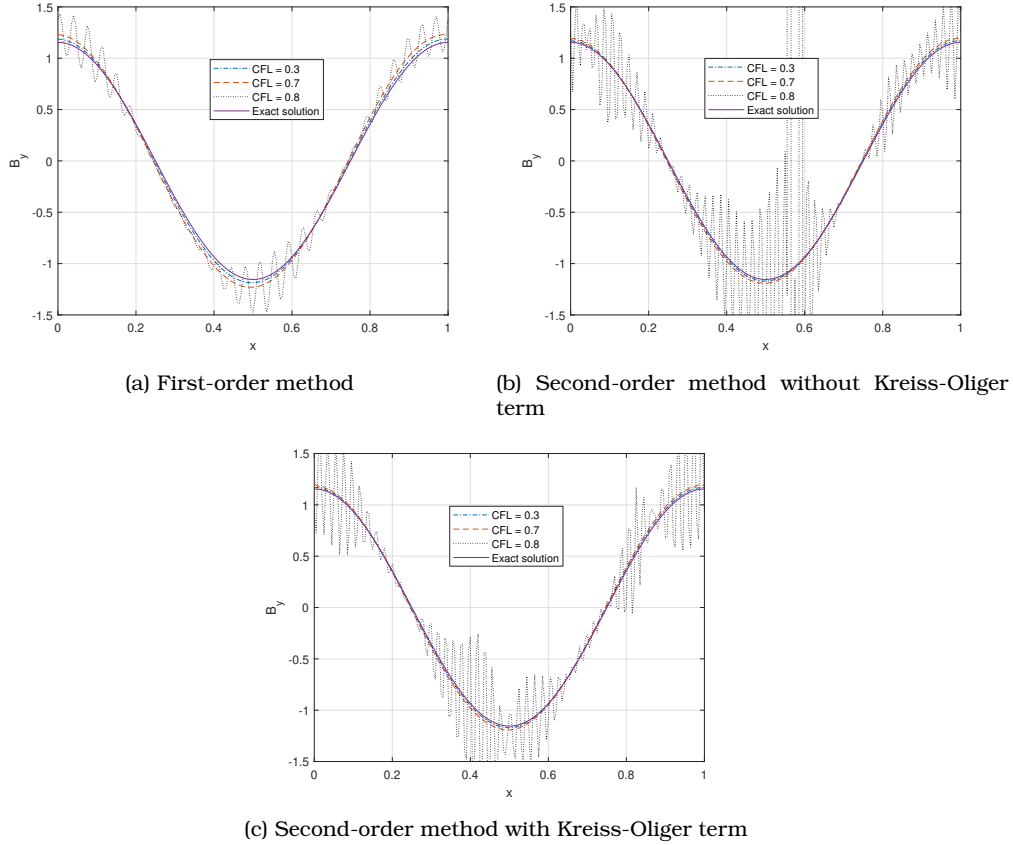 1.5
1
0.5
0
-0.5
-1
-1.5
B_y
CFL = 0.3
CFL = 0.7
CFL = 0.8
Exact solution
0 0.2 0.4 0.6 0.8 1
x
(a) First-order method
1.5
1
0.5
0
-0.5
-1
-1.5
B_y
CFL = 0.3
CFL = 0.7
CFL = 0.8
Exact solution
0 0.2 0.4 0.6 0.8 1
x
(b) Second-order method without Kreiss-Oliger
term
1.5
1
0.5
0
-0.5
-1
-1.5
B_y
CFL = 0.3
CFL = 0.7
CFL = 0.8
Exact solution
0 0.2 0.4 0.6 0.8 1
x
(c) Second-order method with Kreiss-Oliger term